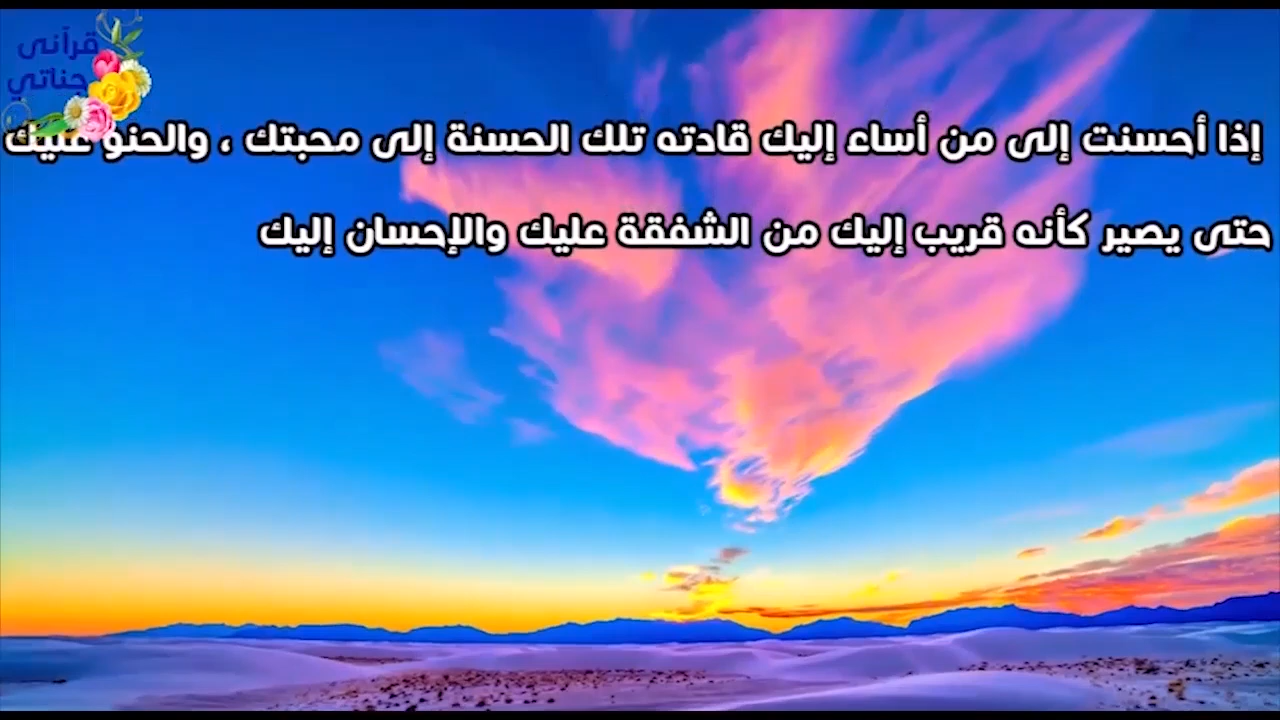 قرآنى
جناتي
إذا أحسنت إلى من أساء إليك قادته تلك الحسنة إلى محبتك ، والحنو عليك
حتى يصير كأنه قريب إليك من الشفقة عليك والإحسان إليك